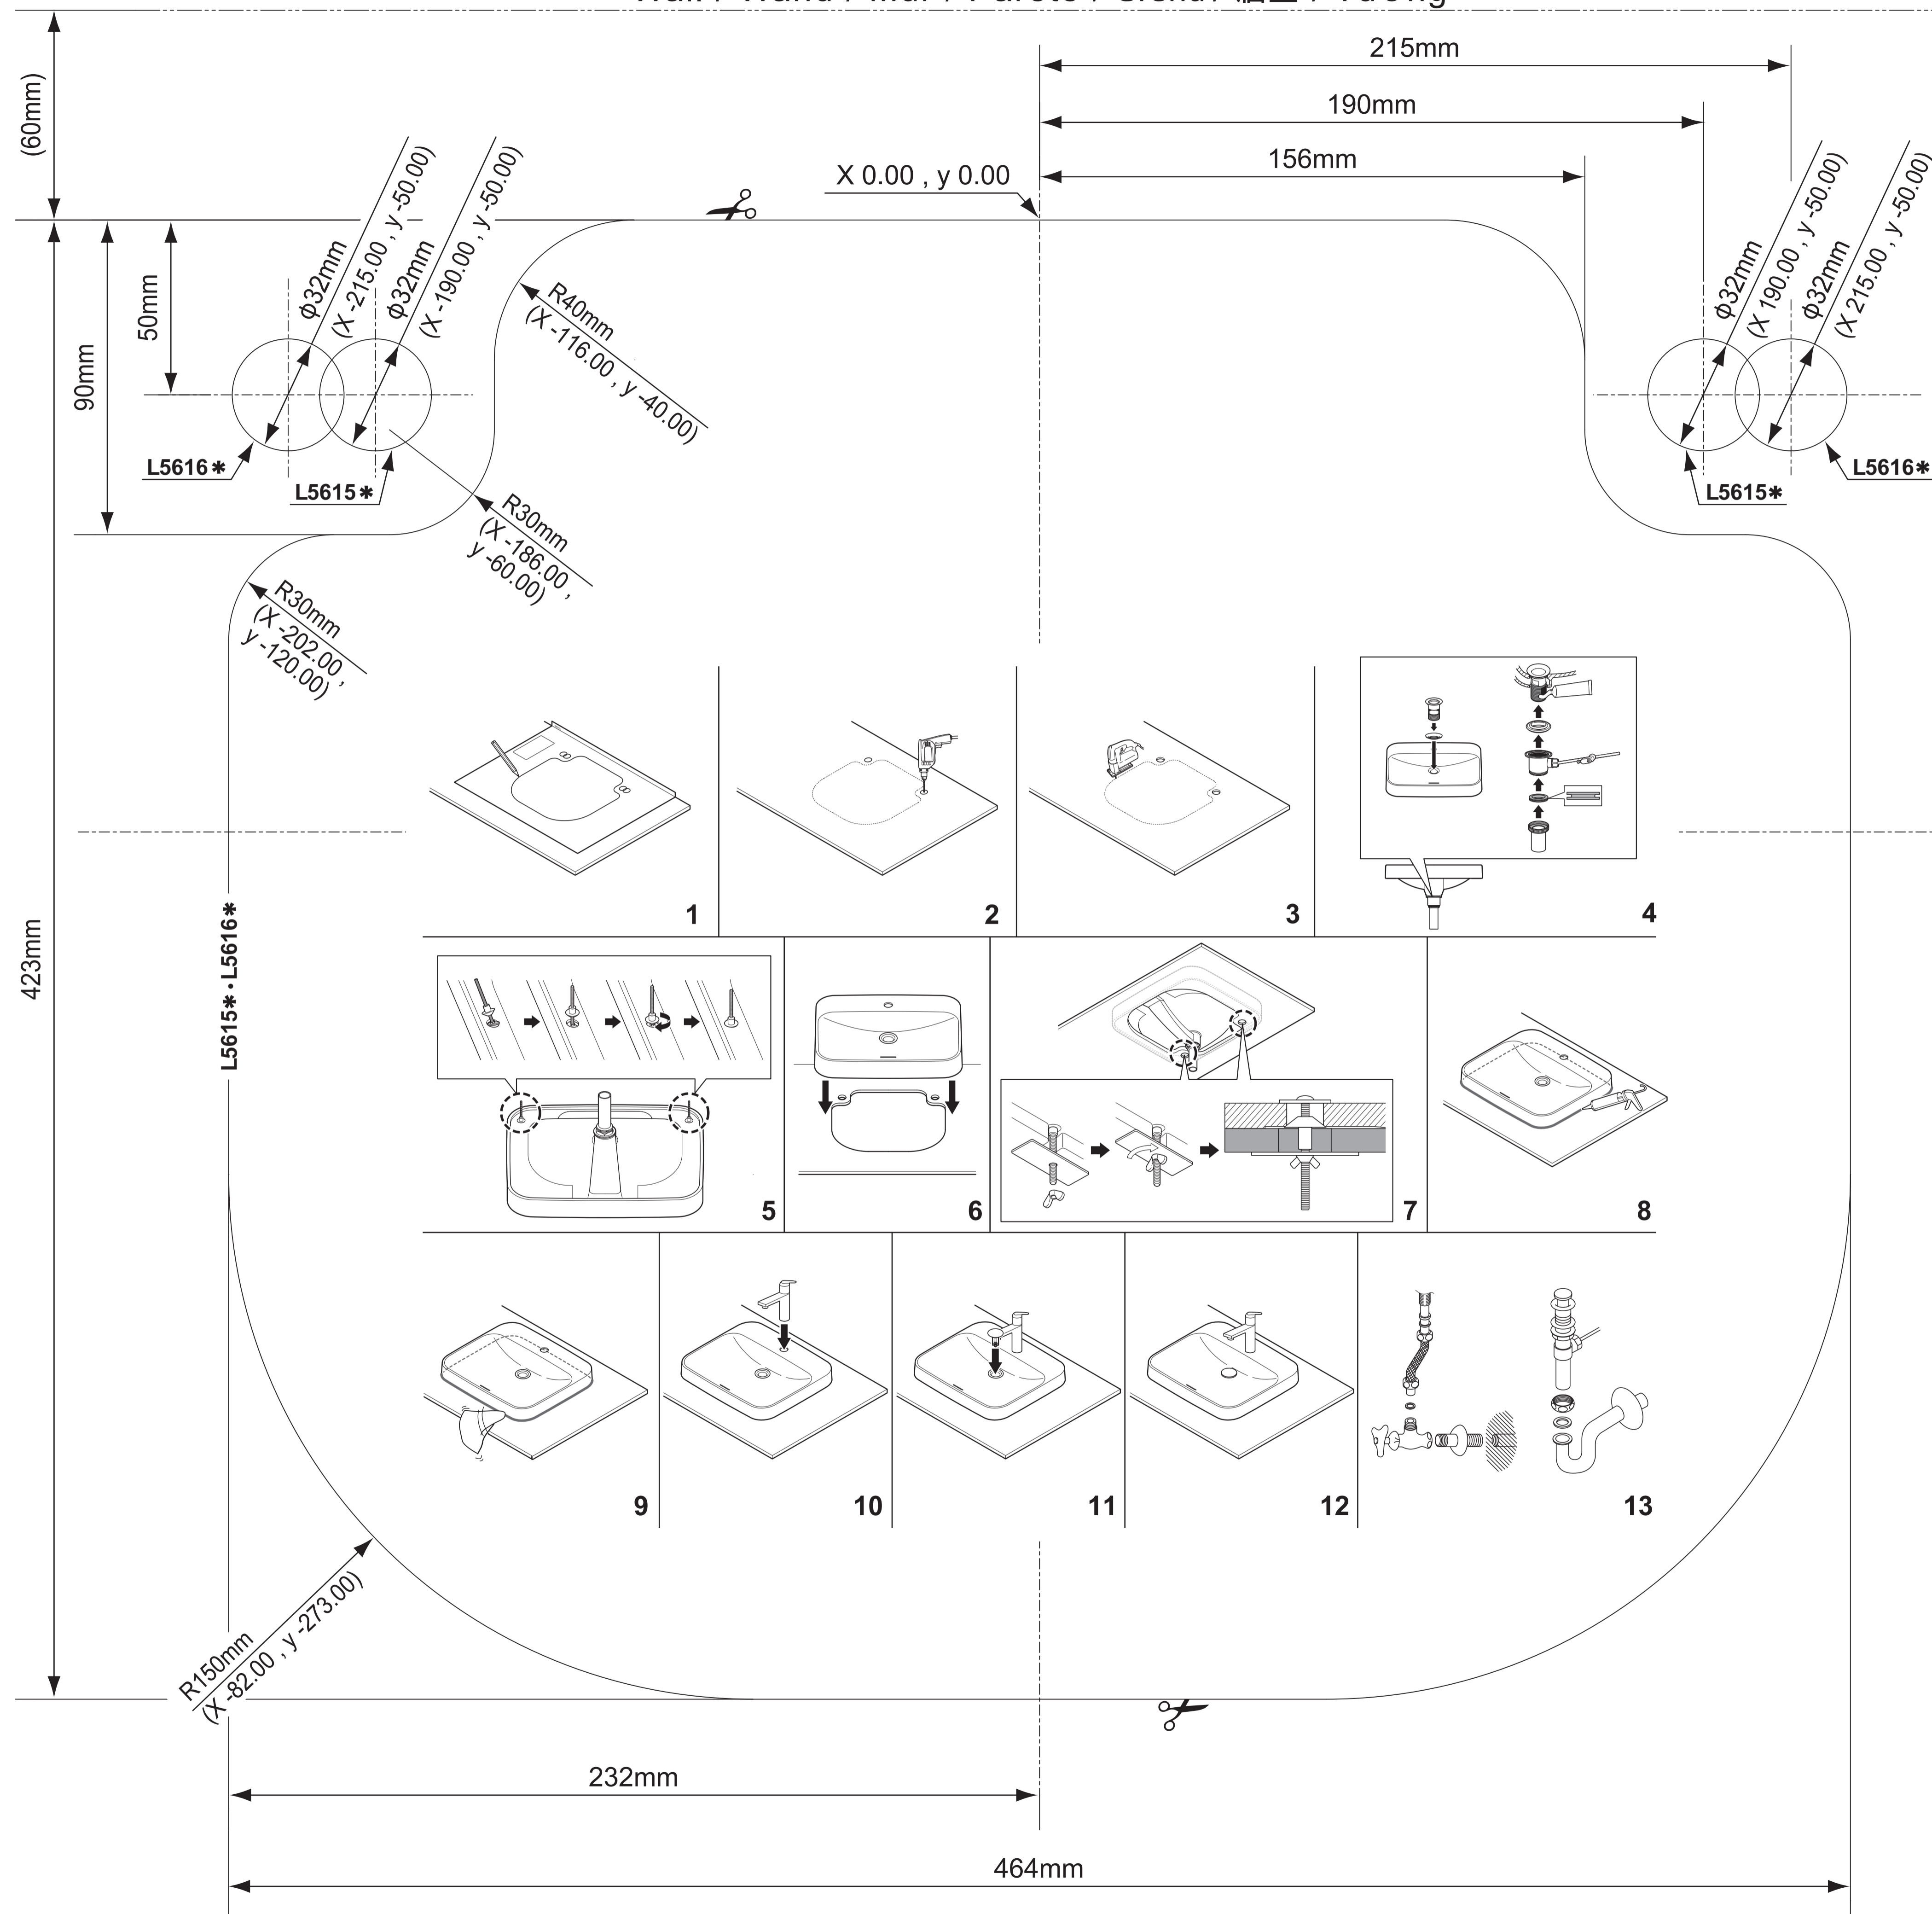 215mm
190mm
156mm
(60mm)
X 0.00 , y 0.00
φ32mm
(X -215.00 , y -50.00)
φ32mm
(X -190.00 , y -50.00)
φ32mm
(X 190.00 , y -50.00)
φ32mm
(X 215.00 , y -50.00)
50mm
90mm
R40mm
(X -116.00 , y -40.00)
L5616*
L5615*
L5615*
L5616*
R30mm
(X -186.00 ,
y -60.00)
R30mm
(X -202.00 ,
y -120.00)
1
2
3
4
423mm
L5615*・L5616*
5
6
7
8
9
10
11
12
13
R150mm
(X -82.00 , y -273.00)
232mm
464mm